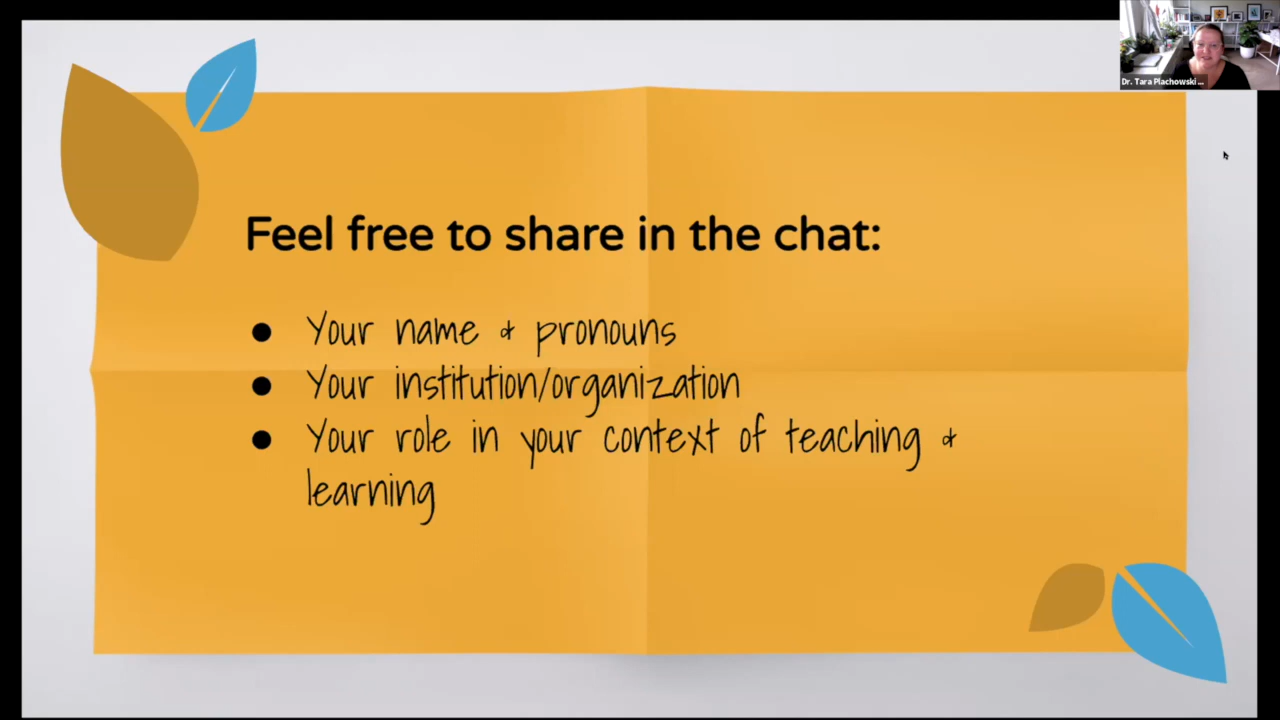 Dr. Tara Plachowski ...
Feel free to share in the chat:
● Your name & pronouns
● Your institution/organization
● Your role in your context of teaching &
learning